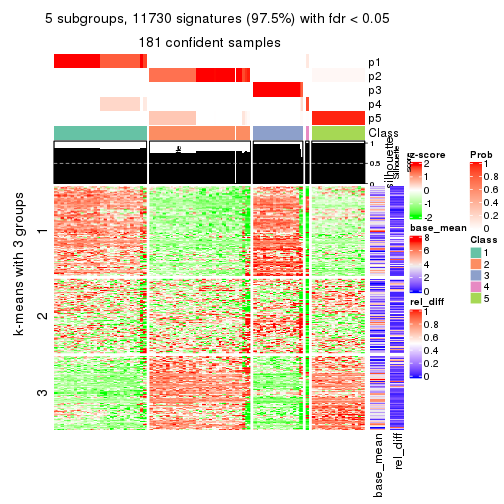 5 subgroups, 11730 signatures (97.5%) with fdr < 0.05
181 confident samples
p1
p2
p3
p4
p5
Class
1
0.5
0
silhouette
Silhouette
score
k-means with 3 groups
1
2
3
base_mean
rel_diff
z-score
2
1
0
-1
-2
base_mean
8
6
4
2
0
rel_diff
1
0.8
0.6
0.4
0.2
0
Prob
1
0.8
0.6
0.4
0.2
0
Class
1
2
3
4
5